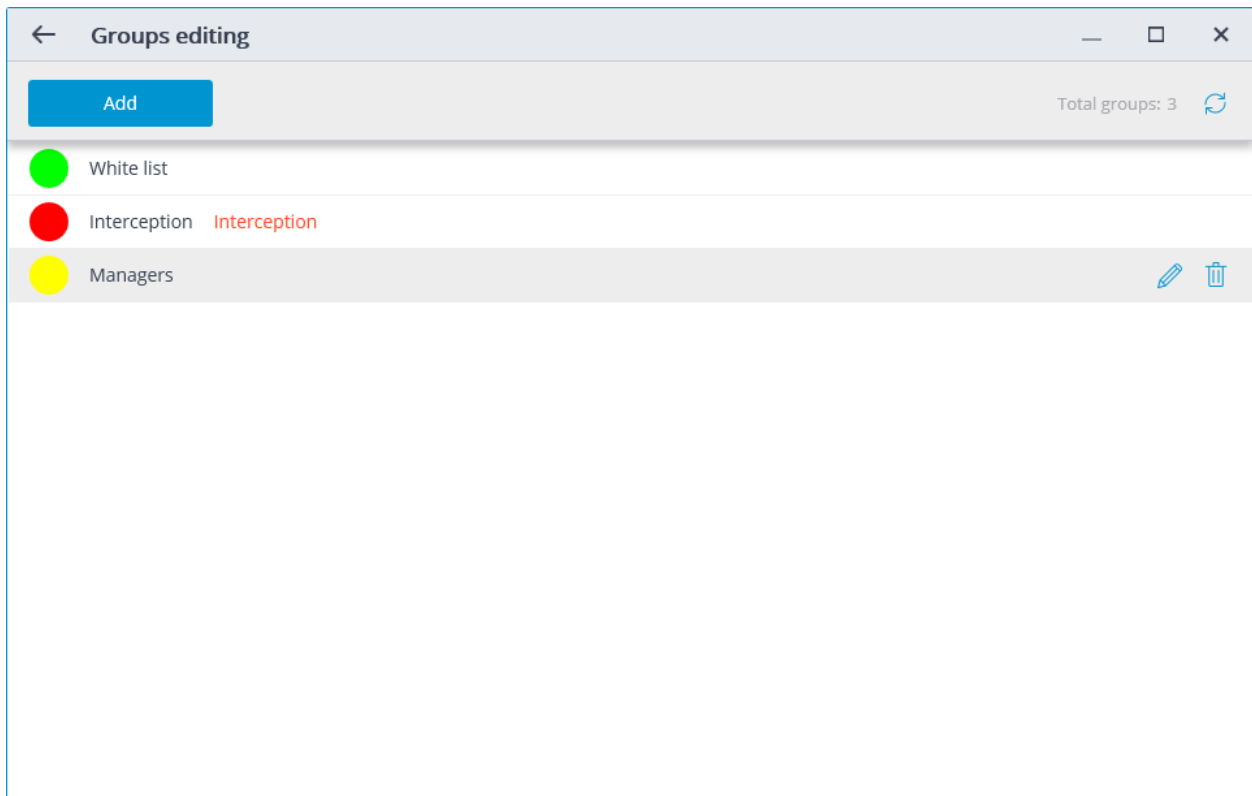 Groups editing
Add Total groups: 3
White list
Interception Interception
Managers